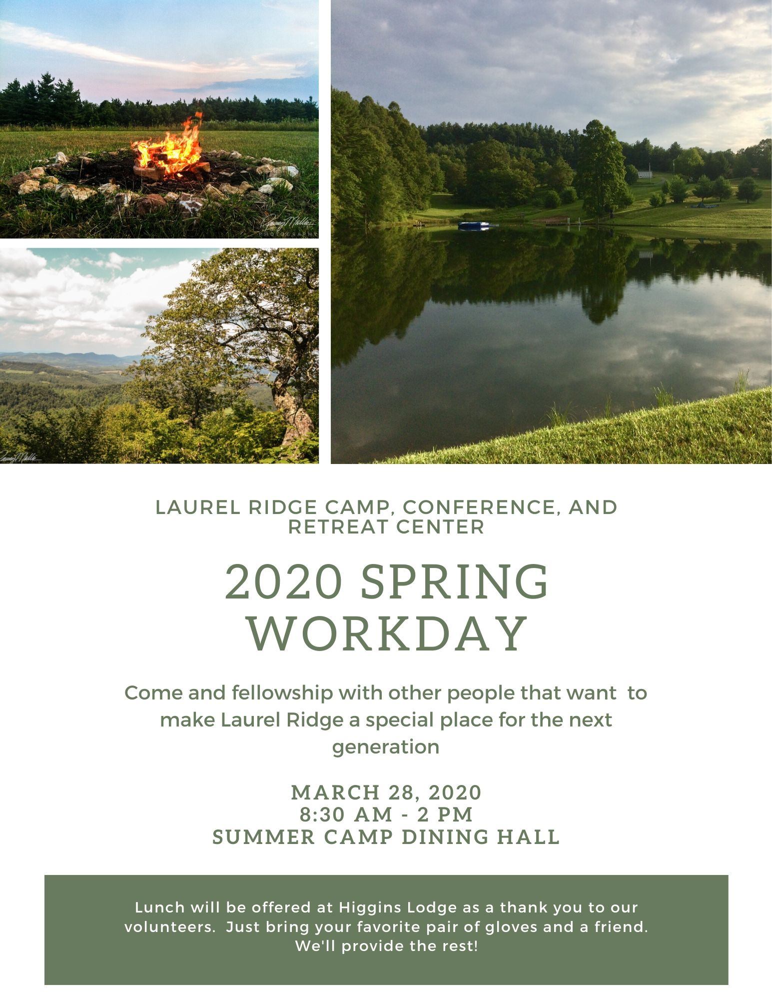 PHOTOGRAPHY
LAUREL RIDGE CAMP, CONFERENCE, AND
RETREAT CENTER
2020 SPRING
WORKDAY
Come and fellowship with other people that want  to
make Laurel Ridge a special place for the next
generation
MARCH 28, 2020
8:30 AM - 2 PM
SUMMER CAMP DINING HALL
Lunch will be offered at Higgins Lodge as a thank you to our
volunteers.  Just bring your favorite pair of gloves and a friend.
We'll provide the rest!